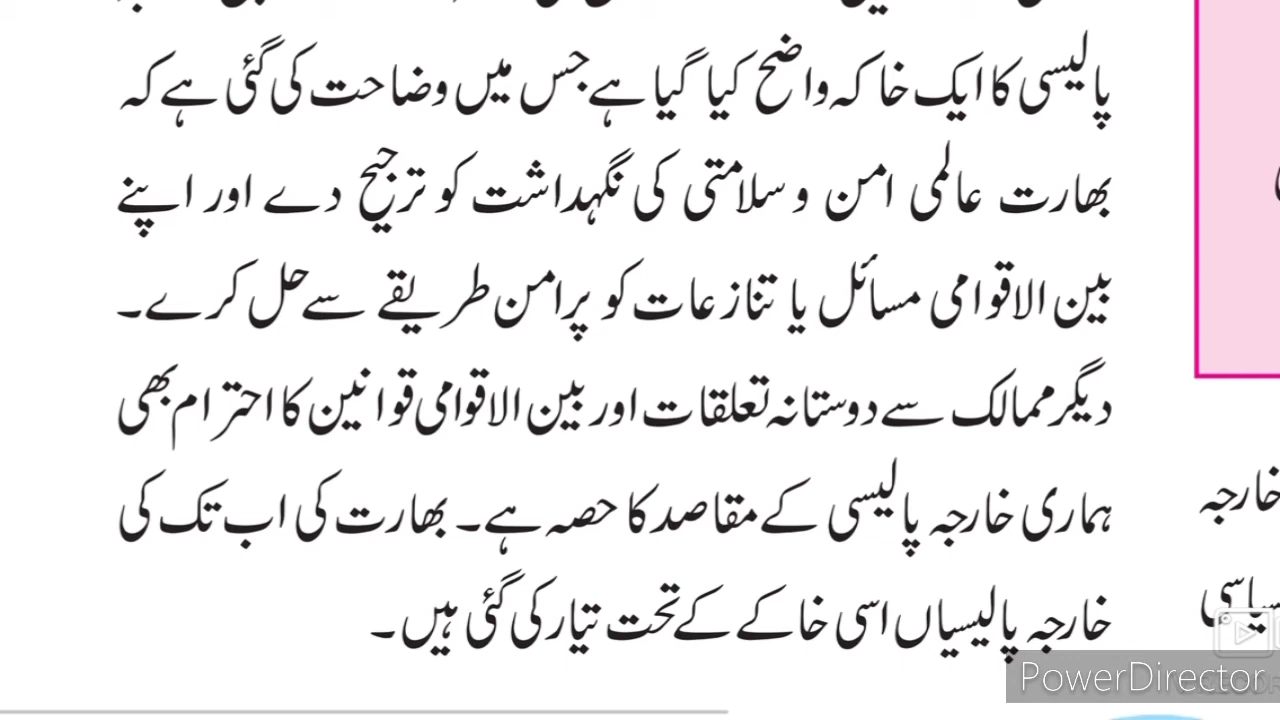 پالیسی کا ایک خاکہ واضح کیا گیا ہے جس میں وضاحت کی گئی ہے کہ
بھارت عالمی امن و سلامتی کی نگہداشت کو ترجیح دے اور اپنے
بین الاقوامی مسائل یا تنازعات کو پرامن طریقے سے حل کرے۔
دیگر ممالک سے دوستانہ تعلقات اور بین الاقوامی قوانین کا احترام بھی
ہماری خارجہ پالیسی کے مقاصد کا حصہ ہے۔ بھارت کی اب تک کی
خارجہ پالیسیاں اسی خاکے کے تحت تیار کی گئی ہیں۔
خارجہ
سیاسی
PowerDirector